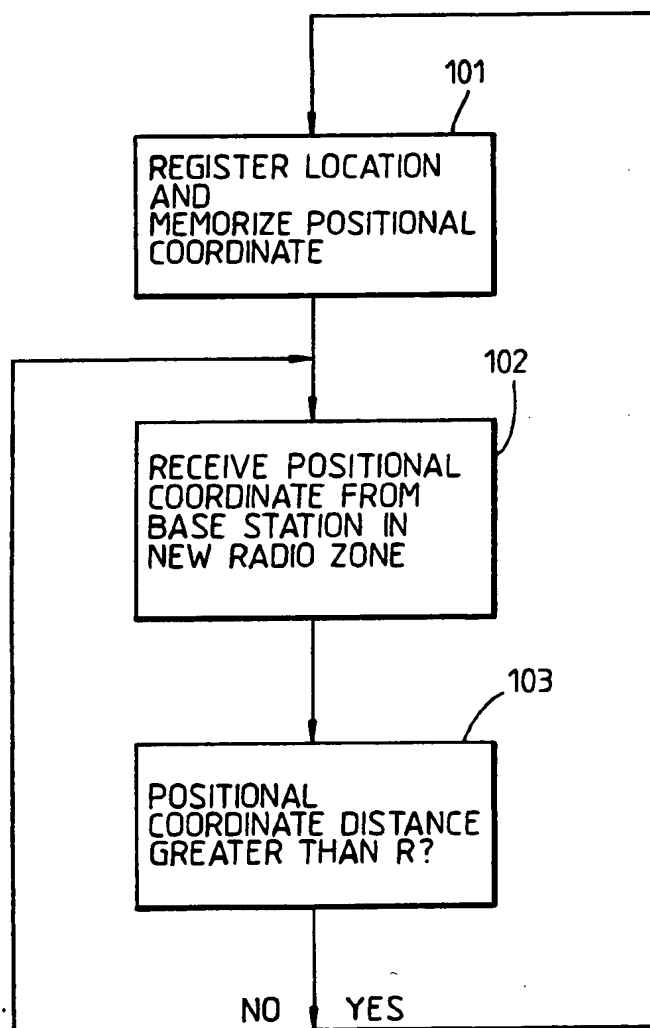 101
REGISTER LOCATION
AND
MEMORIZE POSITIONAL
COORDINATE
102
RECEIVE POSITIONAL
COORDINATE FROM
BASE STATION IN
NEW RADIO ZONE
103
POSITIONAL
COORDINATE DISTANCE
GREATER THAN R?
NO YES